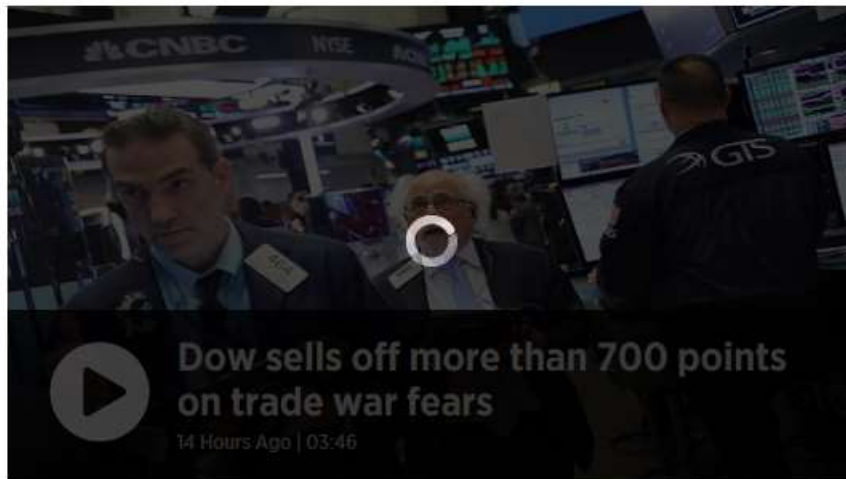 CNBC NYSE
GTS
464
Dow sells off more than 700 points
on trade war fears
14 Hours Ago | 03:46